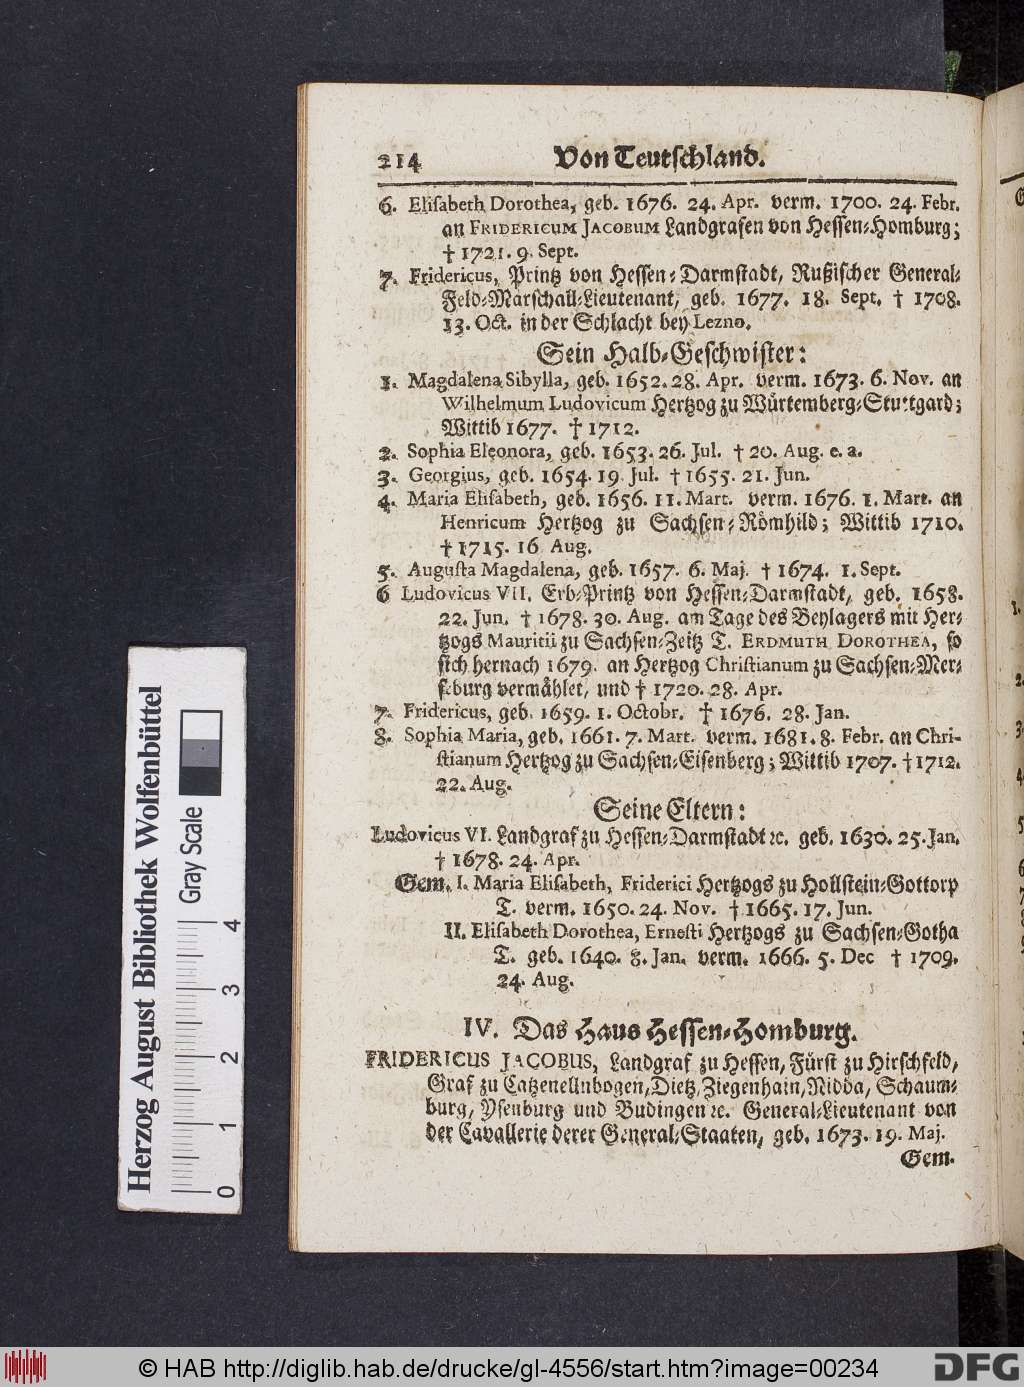 214 Von Teutschland.
6. Elisabeth Dorothea, geb. 1676. 24. Apr. verm. 1700. 24. Febr.
an FRIDERICUM JACOBUM Landgrafen von Hessen-Homburg;
† 1721. 9. Sept.
7. Fridericus, Printz von Hessen-Darmstadt, Rußischer General-
Feld-Marschall-Lieutenant, geb. 1677. 18. Sept. † 1708.
13. Oct. in der Schlacht bey Lezno.
Sein Halb-Geschwister:
1. Magdalena Sibylla, geb. 1652. 28. Apr. verm. 1673. 6. Nov. an
Wilhelmum Ludovicum Hertzog zu Würtemberg-Stuttgard;
Wittib 1677. † 1712.
2. Sophia Eleonora, geb. 1653. 26. Jul. † 20. Aug. e. a.
3. Georgius, geb. 1654. 19. Jul. † 1655. 21. Jun.
4. Maria Elisabeth, geb. 1656. 11. Mart. verm. 1676. 1. Mart. an
Henricum Hertzog zu Sachsen-Römhild; Wittib 1710.
† 1715. 16 Aug.
5. Augusta Magdalena, geb. 1657. 6. Maj. † 1674. 1. Sept.
6 Ludovicus VII. Erb-Printz von Hessen-Darmstadt, geb. 1658.
22. Jun. † 1678. 30. Aug. am Tage des Beylagers mit Her-
tzogs Mauritii zu Sachsen-Zeitz T. ERDMUTH DOROTHEA, so
sich hernach 1679. an Hertzog Christianum zu Sachsen-Mer-
seburg vermählet, und † 1720. 28. Apr.
7. Fridericus, geb. 1659. 1. Octobr. † 1676. 28. Jan.
8. Sophia Maria, geb. 1661. 7. Mart. verm. 1681. 8. Febr. an Chri-
stianum Hertzog zu Sachsen-Eisenberg; Wittib 1707. † 1712.
22. Aug.
Seine Eltern:
Ludovicus VI. Landgraf zu Hessen-Darmstadt ꝛc. geb. 1630. 25. Jan.
† 1678. 24. Apr.
Gem. I. Maria Elisabeth, Friderici Hertzogs zu Hollstein-Gottorp
T. verm. 1650. 24. Nov. † 1665. 17. Jun.
II. Elisabeth Dorothea, Ernesti Hertzogs zu Sachsen-Gotha
T. geb. 1640. 8. Jan. verm. 1666. 5. Dec † 1709.
24. Aug.
IV. Das Haus Hessen-Homburg.
FRIDERICUS JACOBUS, Landgraf zu Hessen, Fürst zu Hirschfeld,
Graf zu Catzenellnbogen, Dietz, Ziegenhain, Nidda, Schaum-
burg, Ysenburg und Budingen ꝛc. General-Lieutenant von
der Cavallerie derer General-Staaten, geb. 1673. 19. Maj.
Gem.
Herzog August Bibliothek Wolfenbüttel
Gray Scale
0 1 2 3 4
© HAB http://diglib.hab.de/drucke/gl-4556/start.htm?image=00234
DFG